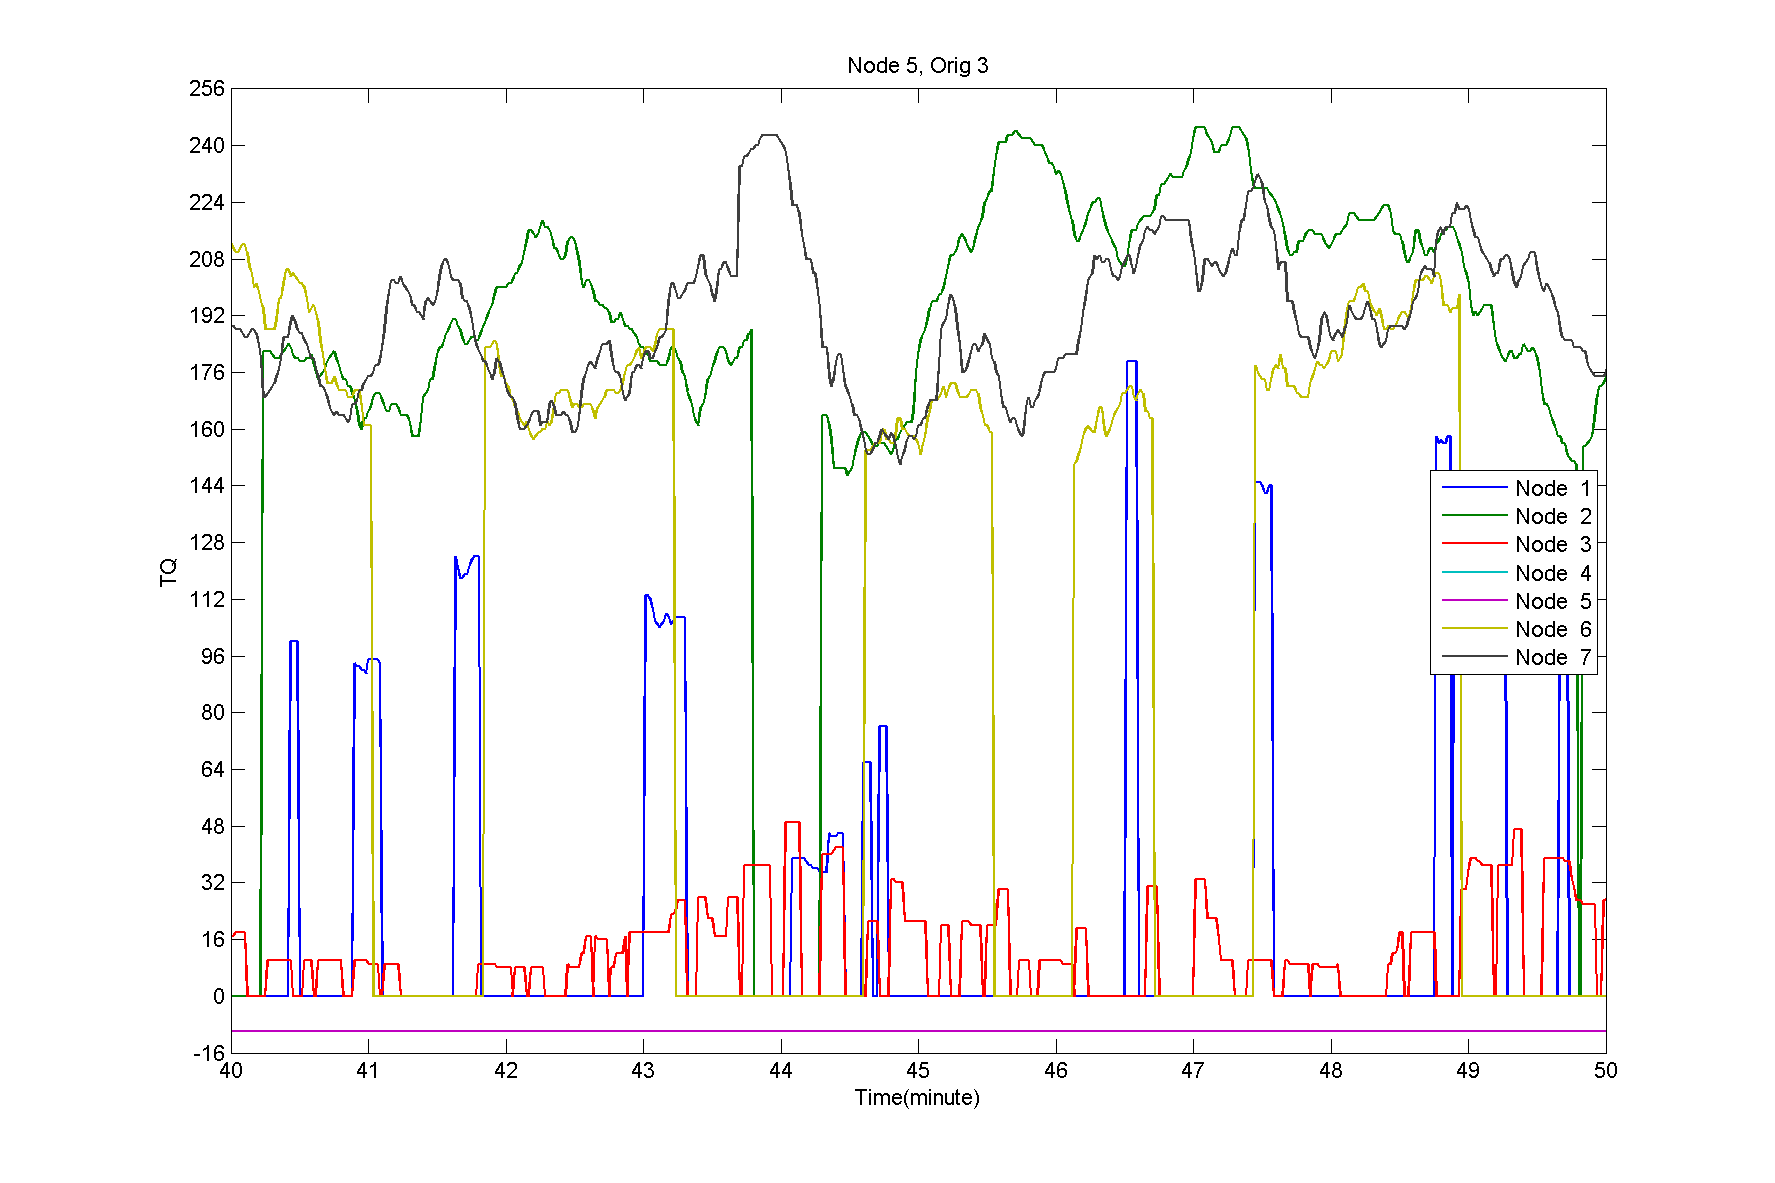 Node 5, Orig 3
256
240
224
208
192
176
160
144
128
112
96
80
64
48
32
16
0
-16
TQ
Node 1
Node 2
Node 3
Node 4
Node 5
Node 6
Node 7
40 41 42 43 44 45 46 47 48 49 50
Time(minute)